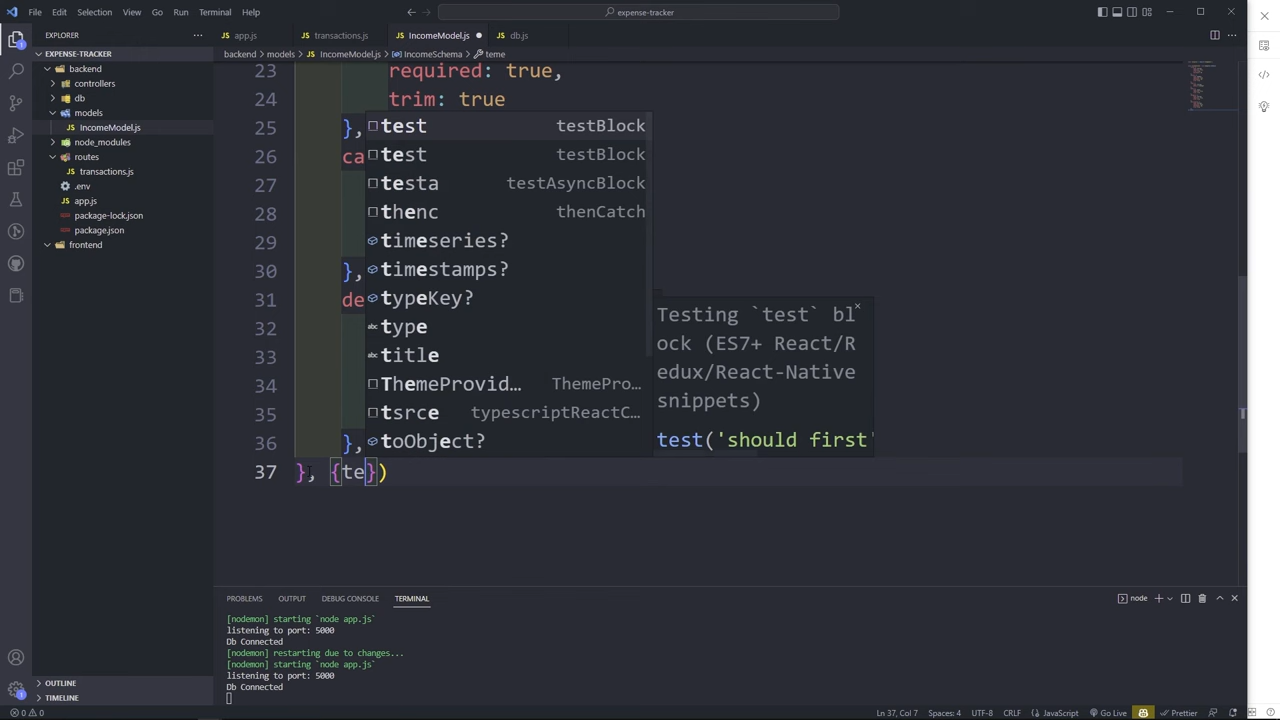 File Edit Selection View Go Run Terminal Help
expense-tracker
EXPLORER
EXPENSE-TRACKER
backend
controllers
db
models
IncomeModel.js
node_modules
routes
transactions.js
.env
app.js
package-lock.json
package.json
frontend
OUTLINE
TIMELINE
app.js transactions.js IncomeModel.js db.js
backend > models > IncomeModel.js > IncomeSchema > teme
23 required: true,
24 trim: true
25 },
26 ca
27
28
29
30 },
31 de
32
33
34
35
36 },
37 }, {te})
test testBlock
test testBlock
testa testAsyncBlock
thenc thenCatch
timeseries?
timestamps?
typeKey?
type
title
ThemeProvid... ThemePro...
tsrce typescriptReactC...
toObject?
Testing `test` bl
ock (ES7+ React/R
edux/React-Native
snippets)
test('should first'
PROBLEMS OUTPUT DEBUG CONSOLE TERMINAL
node
[nodemon] starting `node app.js`
listening to port: 5000
Db Connected
[nodemon] restarting due to changes...
[nodemon] starting `node app.js`
listening to port: 5000
Db Connected
0 0
Ln 37, Col 7 Spaces: 4 UTF-8 CRLF JavaScript Go Live Prettier